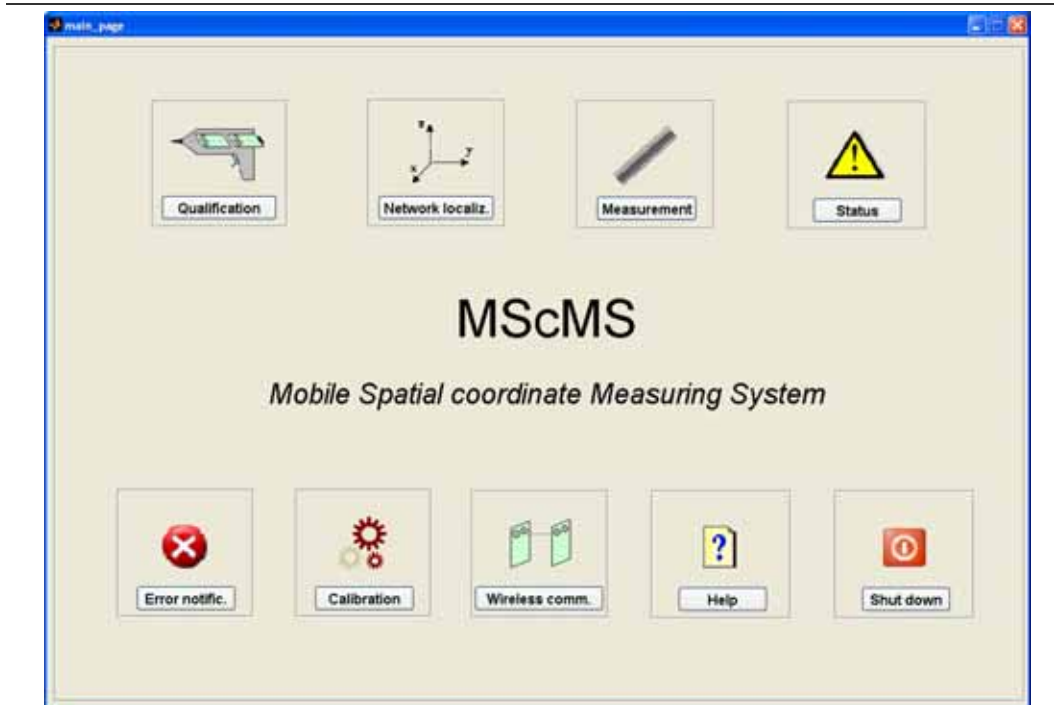 main_page
z
y
x
Qualification
Network localiz.
Measurement
Status
MScMS
Mobile Spatial coordinate Measuring System
?
Error notific.
Calibration
Wireless comm.
Help
Shut down